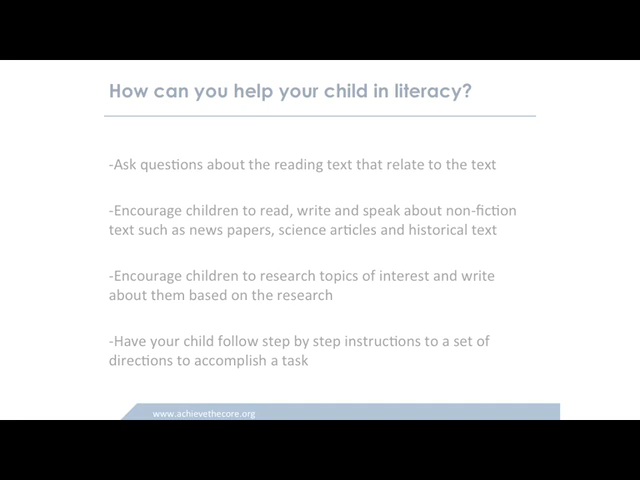 How can you help your child in literacy?
-Ask questions about the reading text that relate to the text
-Encourage children to read, write and speak about non-fiction
text such as news papers, science articles and historical text
-Encourage children to research topics of interest and write
about them based on the research
-Have your child follow step by step instructions to a set of
directions to accomplish a task
www.achievethecore.org